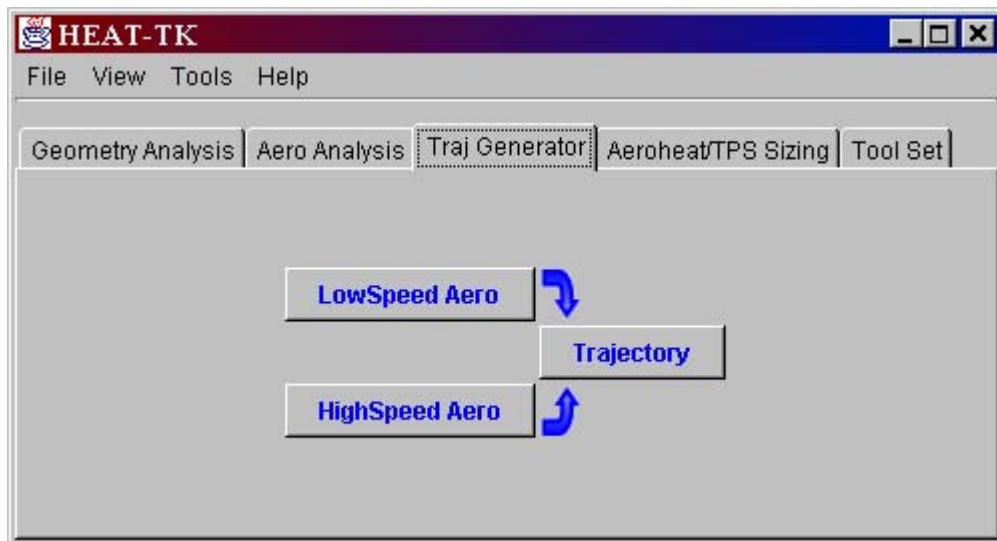 HEAT-TK
File View Tools Help
Geometry Analysis Aero Analysis Traj Generator Aeroheat/TPS Sizing Tool Set
LowSpeed Aero
Trajectory
HighSpeed Aero